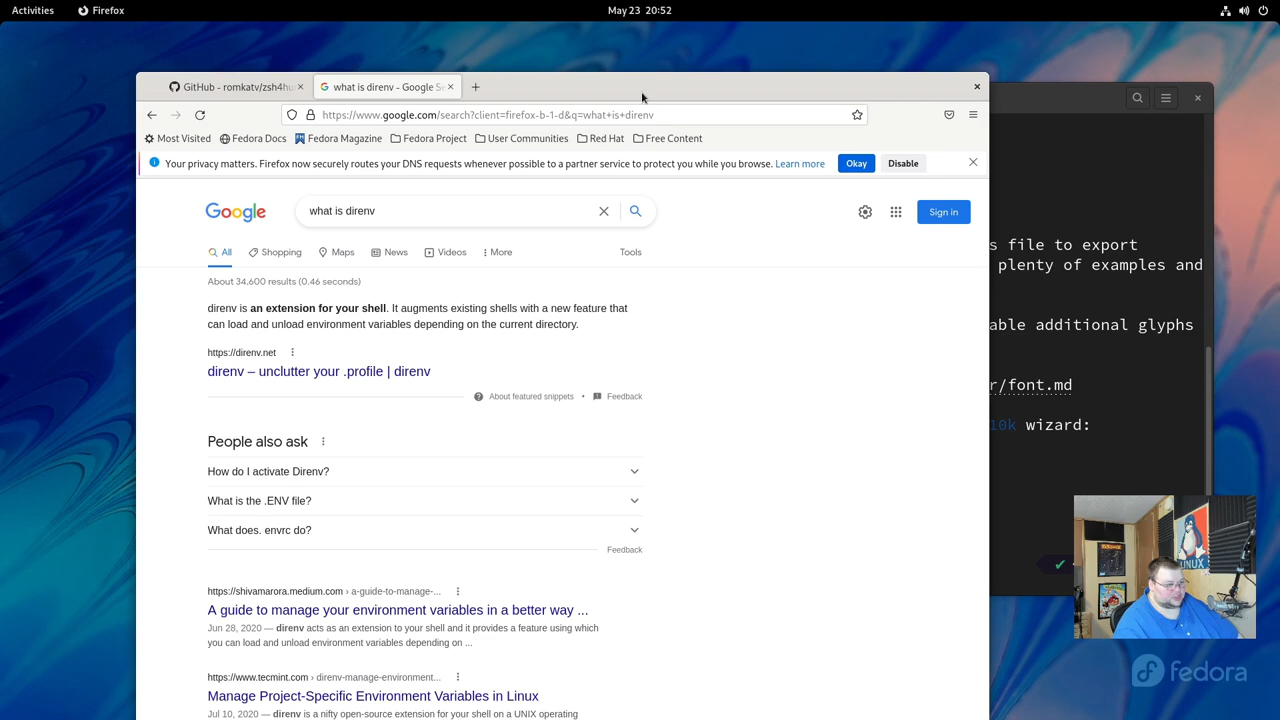 Activities Firefox May 23 20:52
GitHub - romkatv/zsh4hu
what is direnv - Google Se
https://www.google.com/search?client=firefox-b-1-d&q=what+is+direnv
Most Visited Fedora Docs Fedora Magazine Fedora Project User Communities Red Hat Free Content
Your privacy matters. Firefox now securely routes your DNS requests whenever possible to a partner service to protect you while you browse. Learn more Okay Disable
Google what is direnv Sign in
All Shopping Maps News Videos More Tools
About 34,600 results (0.46 seconds)
direnv is an extension for your shell. It augments existing shells with a new feature that
can load and unload environment variables depending on the current directory.
https://direnv.net
direnv – unclutter your .profile | direnv
About featured snippets • Feedback
People also ask
How do I activate Direnv?
What is the .ENV file?
What does. envrc do?
Feedback
https://shivamarora.medium.com › a-guide-to-manage-...
A guide to manage your environment variables in a better way ...
Jun 28, 2020 — direnv acts as an extension to your shell and it provides a feature using which
you can load and unload environment variables depending on ...
https://www.tecmint.com › direnv-manage-environment...
Manage Project-Specific Environment Variables in Linux
Jul 10, 2020 — direnv is a nifty open-source extension for your shell on a UNIX operating
s file to export
plenty of examples and
able additional glyphs
r/font.md
10k wizard:
LINUX
fedora